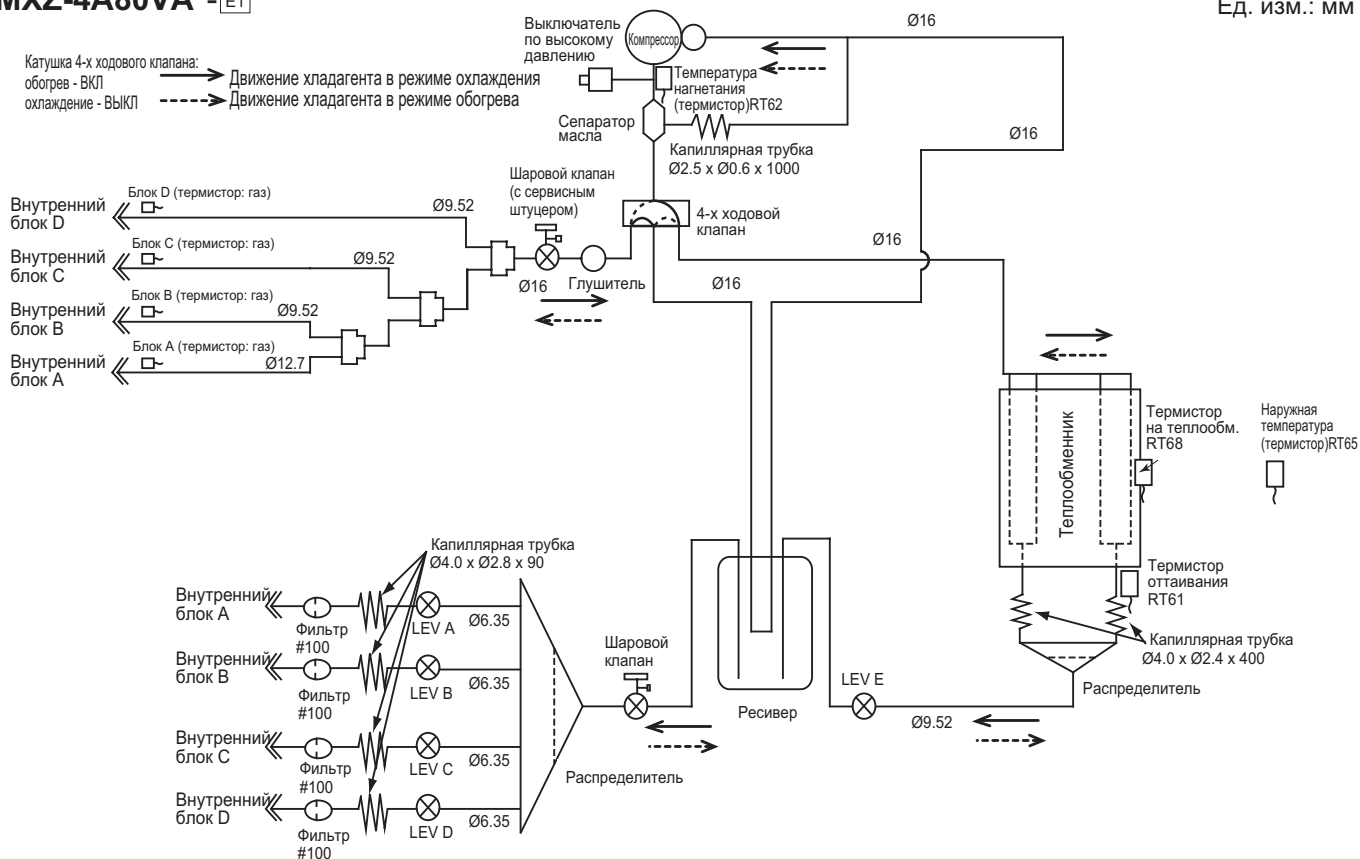 MXZ-4A80VA - E1
Ед. изм.: мм
Катушка 4-х ходового клапана:
обогрев - ВКЛ
охлаждение - ВЫКЛ
Движение хладагента в режиме охлаждения
Движение хладагента в режиме обогрева
Выключатель
по высокому
давлению
Компрессор
Ø16
Температура
нагнетания
(термистор)RT62
Сепаратор
масла
Капиллярная трубка
Ø2.5 x Ø0.6 x 1000
Ø16
Шаровой клапан
(с сервисным
штуцером)
4-х ходовой
клапан
Ø16
Ø16
Глушитель
Ø16
Внутренний
блок D
Блок D (термистор: газ)
Ø9.52
Внутренний
блок C
Блок C (термистор: газ)
Ø9.52
Внутренний
блок B
Блок B (термистор: газ)
Ø9.52
Внутренний
блок A
Блок A (термистор: газ)
Ø12.7
Теплообменник
Термистор
на теплообм.
RT68
Наружная
температура
(термистор)RT65
Термистор
оттаивания
RT61
Капиллярная трубка
Ø4.0 x Ø2.4 x 400
Распределитель
Капиллярная трубка
Ø4.0 x Ø2.8 x 90
Внутренний
блок A
Фильтр
#100
LEV A
Ø6.35
Внутренний
блок B
Фильтр
#100
LEV B
Ø6.35
Внутренний
блок C
Фильтр
#100
LEV C
Ø6.35
Внутренний
блок D
Фильтр
#100
LEV D
Ø6.35
Распределитель
Шаровой
клапан
Ресивер
LEV E
Ø9.52